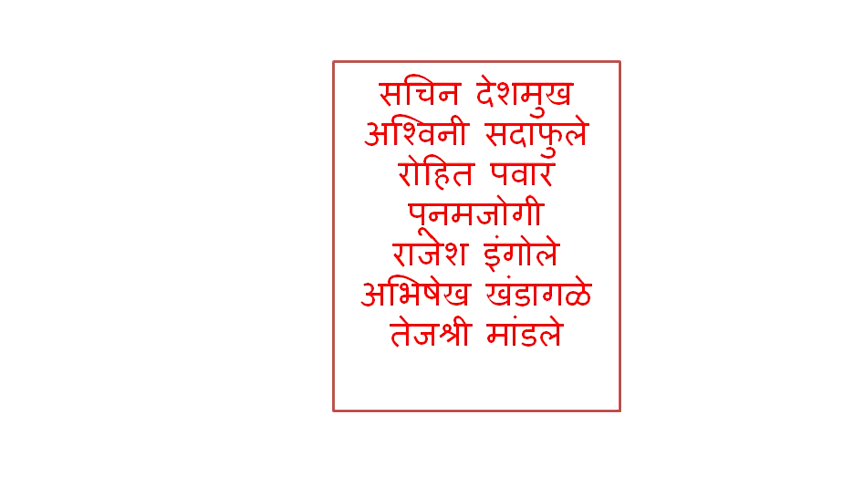 सचिन देशमुख
अश्विनी सदाफुले
रोहित पवार
पूनमजोगी
राजेश इंगोले
अभिषेख खंडागळे
तेजश्री मांडले